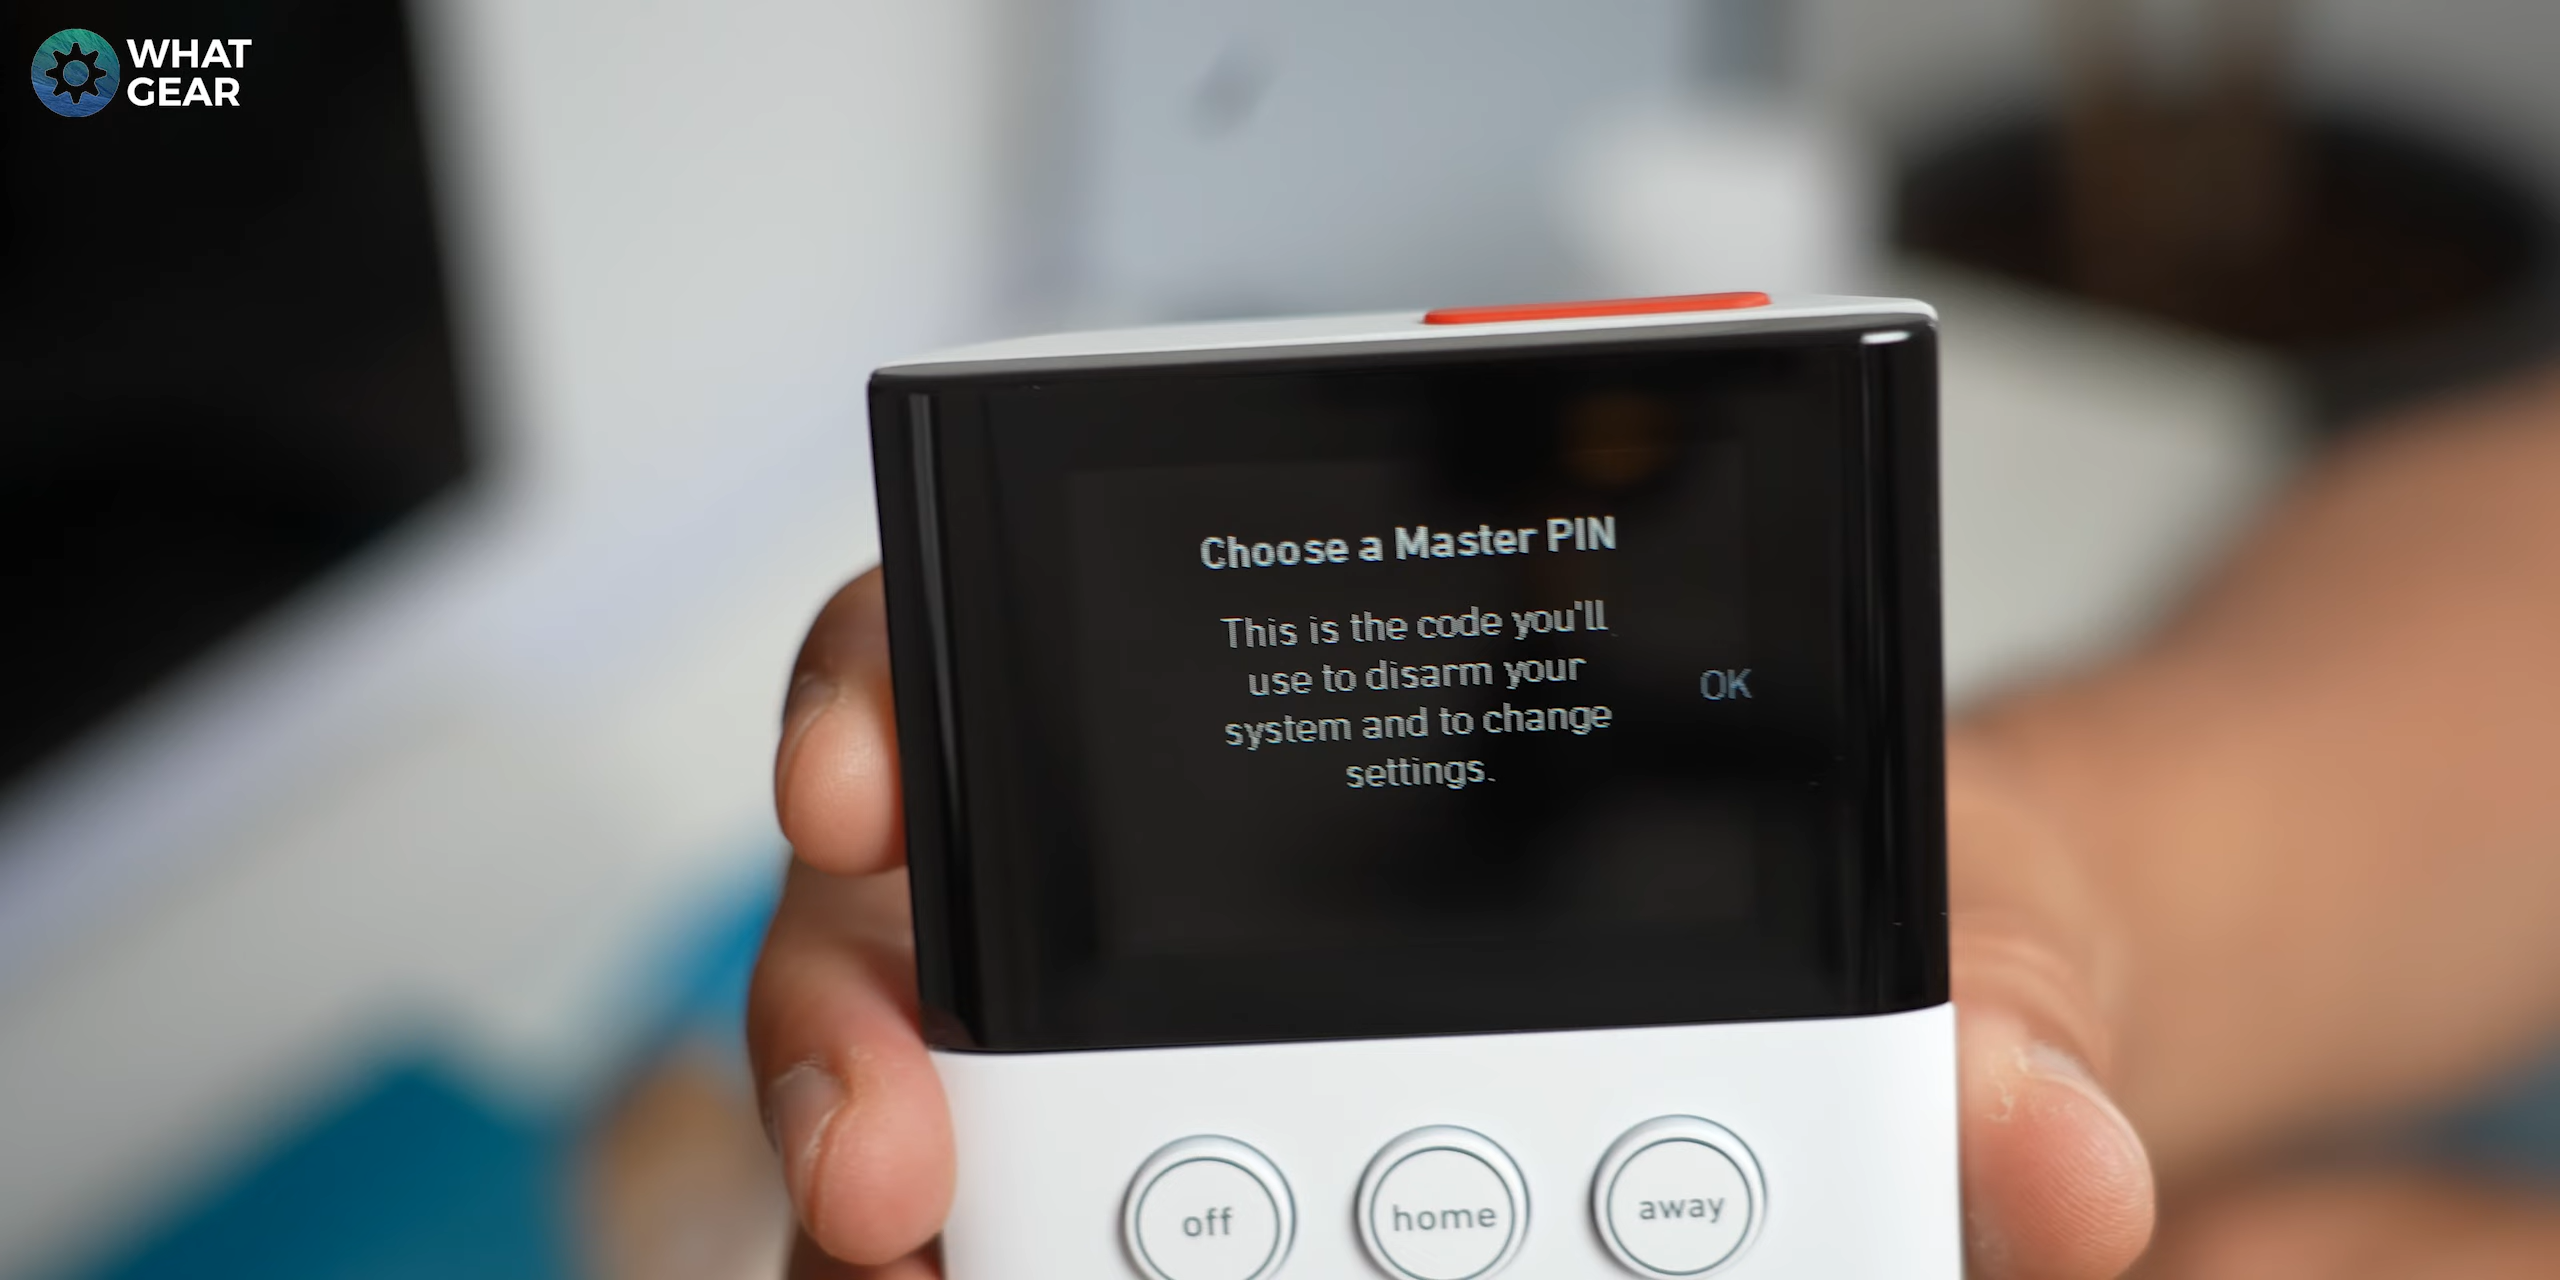 WHAT
GEAR
Choose a Master PIN
This is the code you'll
use to disarm your
system and to change
settings.
OK
off
home
away